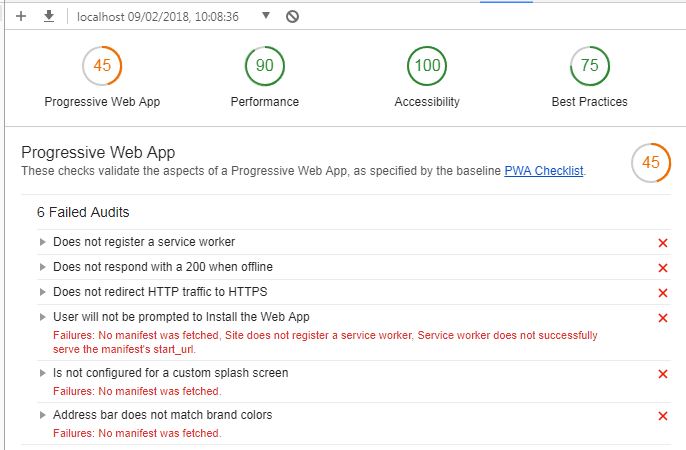 localhost 09/02/2018, 10:08:36
45
90
100
75
Progressive Web App
Performance
Accessibility
Best Practices
Progressive Web App
These checks validate the aspects of a Progressive Web App, as specified by the baseline PWA Checklist.
45
6 Failed Audits
Does not register a service worker
Does not respond with a 200 when offline
Does not redirect HTTP traffic to HTTPS
User will not be prompted to Install the Web App
Failures: No manifest was fetched, Site does not register a service worker, Service worker does not successfully
serve the manifest's start_url.
Is not configured for a custom splash screen
Failures: No manifest was fetched.
Address bar does not match brand colors
Failures: No manifest was fetched.